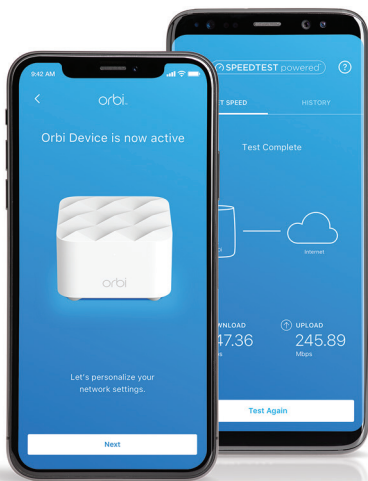 9:42 AM
orbi
Orbi Device is now active
orbi
Let's personalize your
network settings.
Next
SPEEDTEST powered
?
SPEED
HISTORY
Test Complete
Internet
UPLOAD
47.36
245.89
Mbps
Test Again